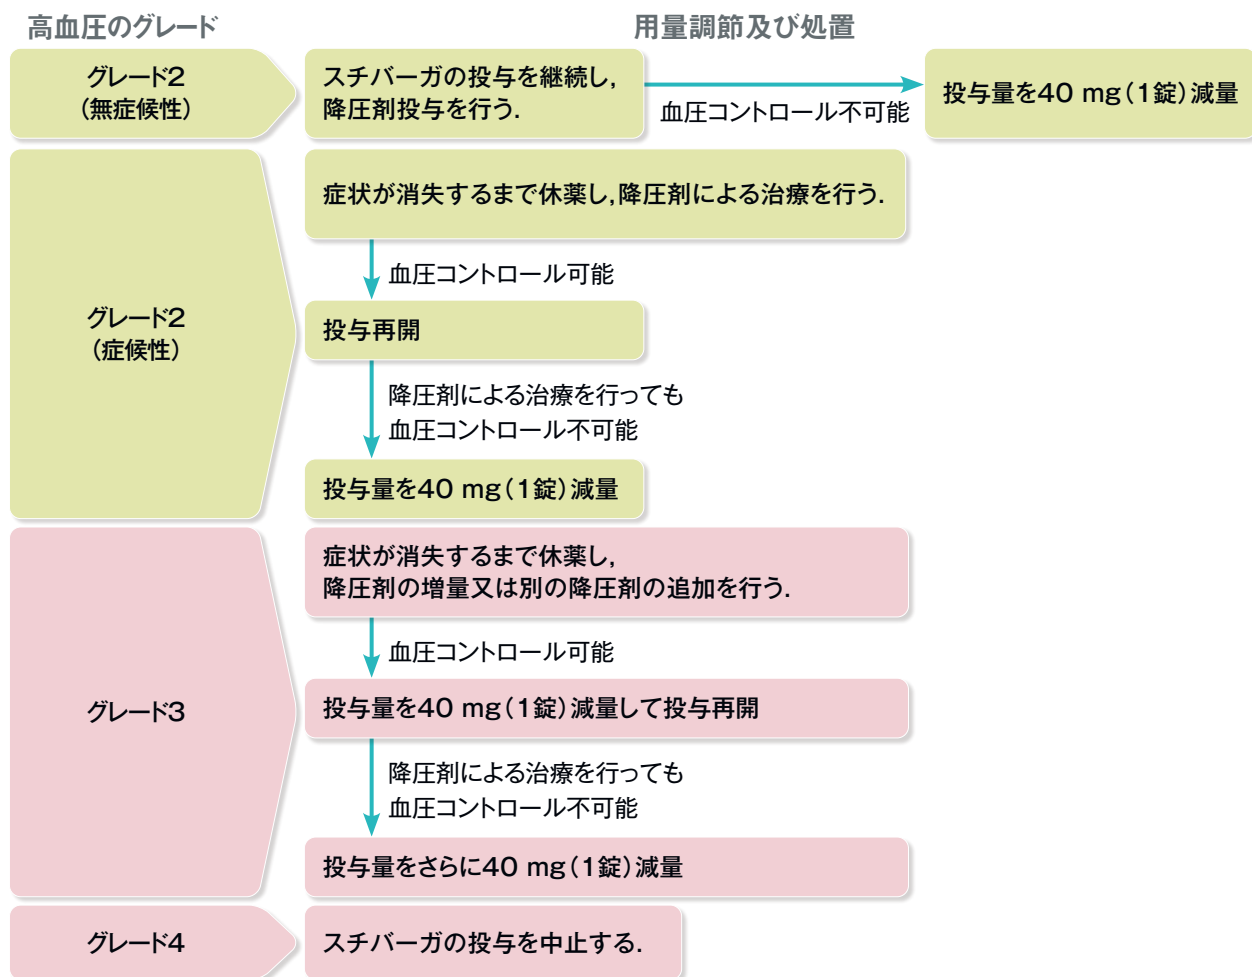 高血圧のグレード
用量調節及び処置
グレード2
(無症候性)
スチバーガの投与を継続し,
降圧剤投与を行う.
血圧コントロール不可能
投与量を40 mg(1錠)減量
グレード2
(症候性)
症状が消失するまで休薬し,降圧剤による治療を行う.
血圧コントロール可能
投与再開
降圧剤による治療を行っても
血圧コントロール不可能
投与量を40 mg(1錠)減量
グレード3
症状が消失するまで休薬し,
降圧剤の増量又は別の降圧剤の追加を行う.
血圧コントロール可能
投与量を40 mg(1錠)減量して投与再開
降圧剤による治療を行っても
血圧コントロール不可能
投与量をさらに40 mg(1錠)減量
グレード4
スチバーガの投与を中止する.